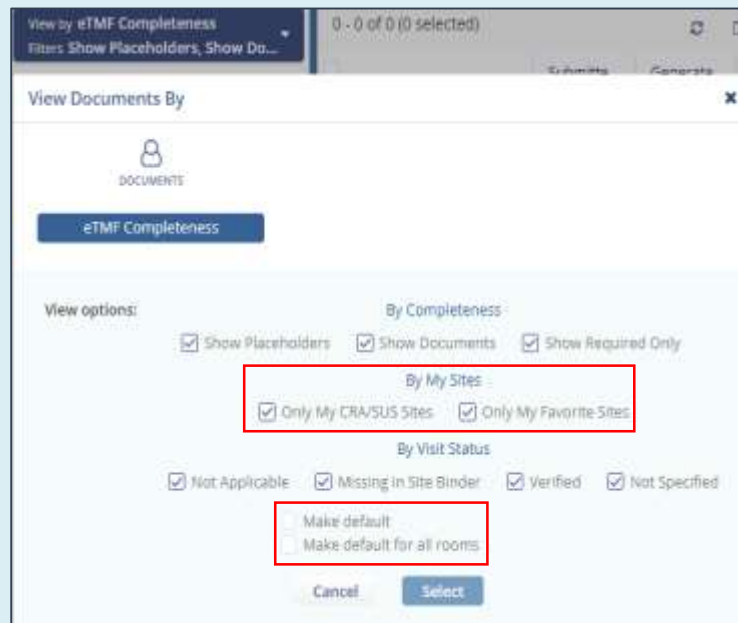 View by eTMF Completeness
Filters Show Placeholders, Show Do...
0 - 0 of 0 (0 selected)
Submitte Generate
View Documents By
DOCUMENTS
eTMF Completeness
View options:
By Completeness
Show Placeholders Show Documents Show Required Only
By My Sites
Only My CRA/SUS Sites Only My Favorite Sites
By Visit Status
Not Applicable Missing in Site Binder Verified Not Specified
Make default
Make default for all rooms
Cancel Select